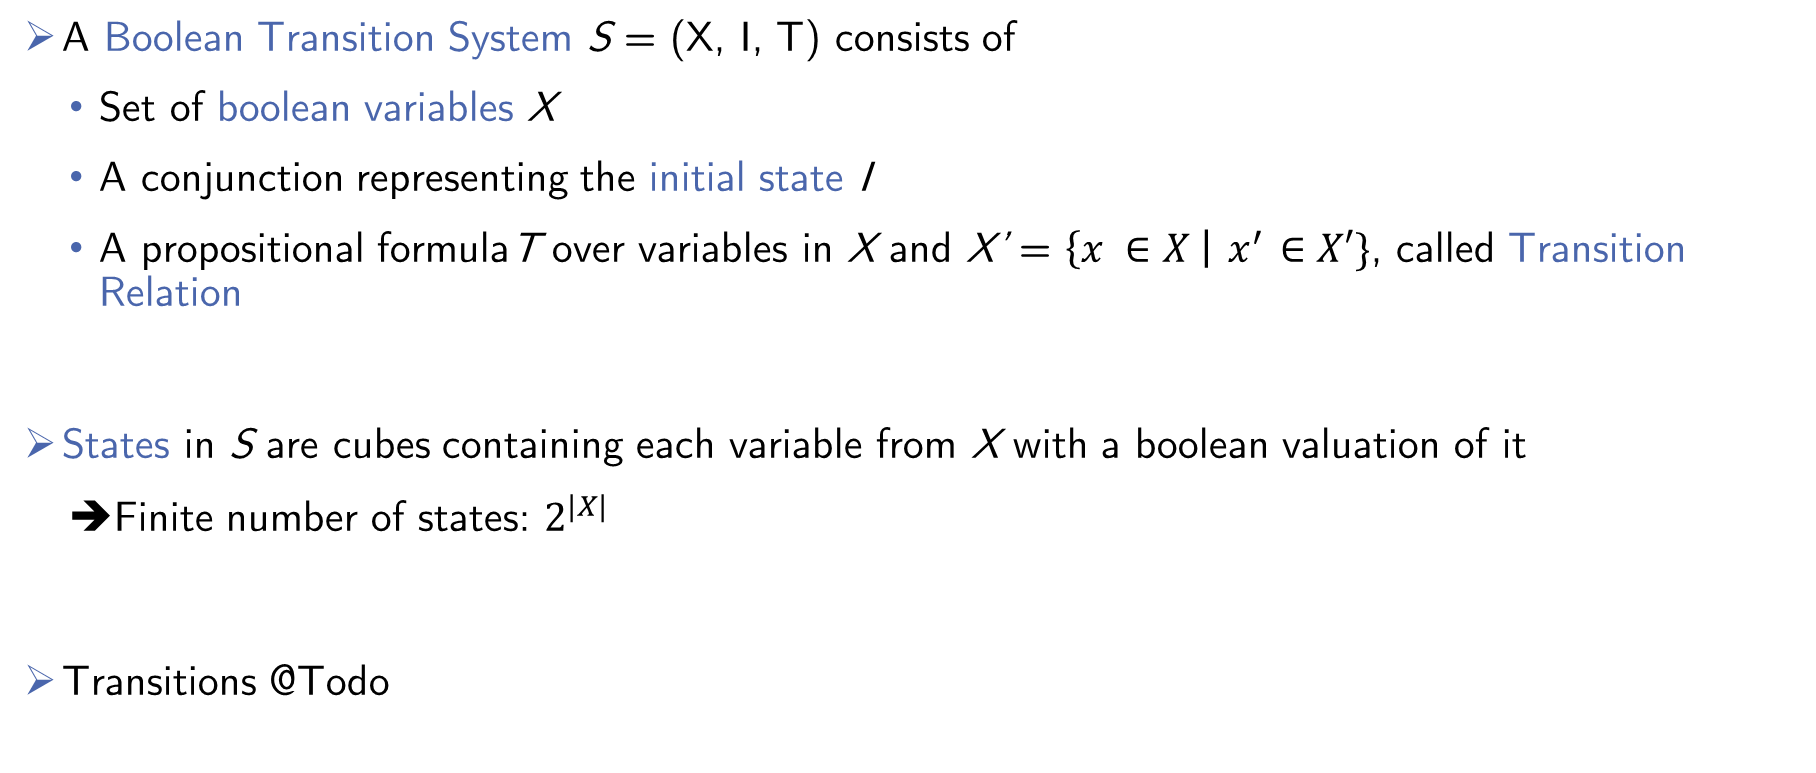 ➢ A Boolean Transition System S = (X, I, T) consists of
• Set of boolean variables X
• A conjunction representing the initial state I
• A propositional formula T over variables in X and X’ = {x ∈ X | x′ ∈ X′}, called Transition
Relation
➢ States in S are cubes containing each variable from X with a boolean valuation of it
➔ Finite number of states: 2^|X|
➢ Transitions @Todo